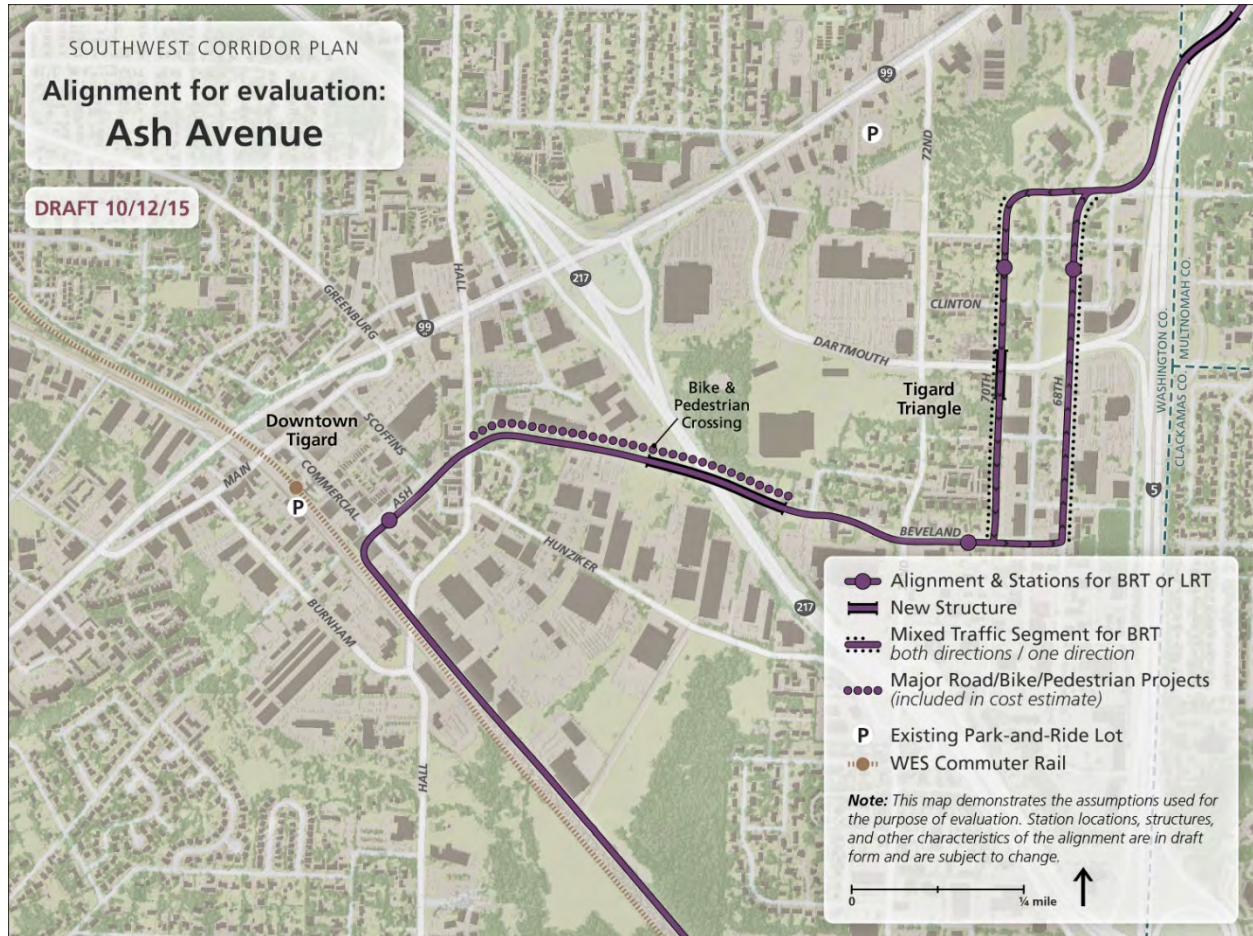 SOUTHWEST CORRIDOR PLAN
Alignment for evaluation:
Ash Avenue
DRAFT 10/12/15
99
P
72ND
217
HALL
GREENBURG
99
CLINTON
DARTMOUTH
WASHINGTON CO.
MULTNOMAH CO.
CLACKAMAS CO.
Bike &
Pedestrian
Crossing
Tigard
Triangle
70TH
68TH
Downtown
Tigard
SCOFFINS
MAIN
COMMERCIAL
ASH
P
5
BEVELAND
HUNZIKER
BURNHAM
217
HALL
Alignment & Stations for BRT or LRT
New Structure
Mixed Traffic Segment for BRT
both directions / one direction
Major Road/Bike/Pedestrian Projects
(included in cost estimate)
P Existing Park-and-Ride Lot
WES Commuter Rail
Note: This map demonstrates the assumptions used for
the purpose of evaluation. Station locations, structures,
and other characteristics of the alignment are in draft
form and are subject to change.
0 ¼ mile